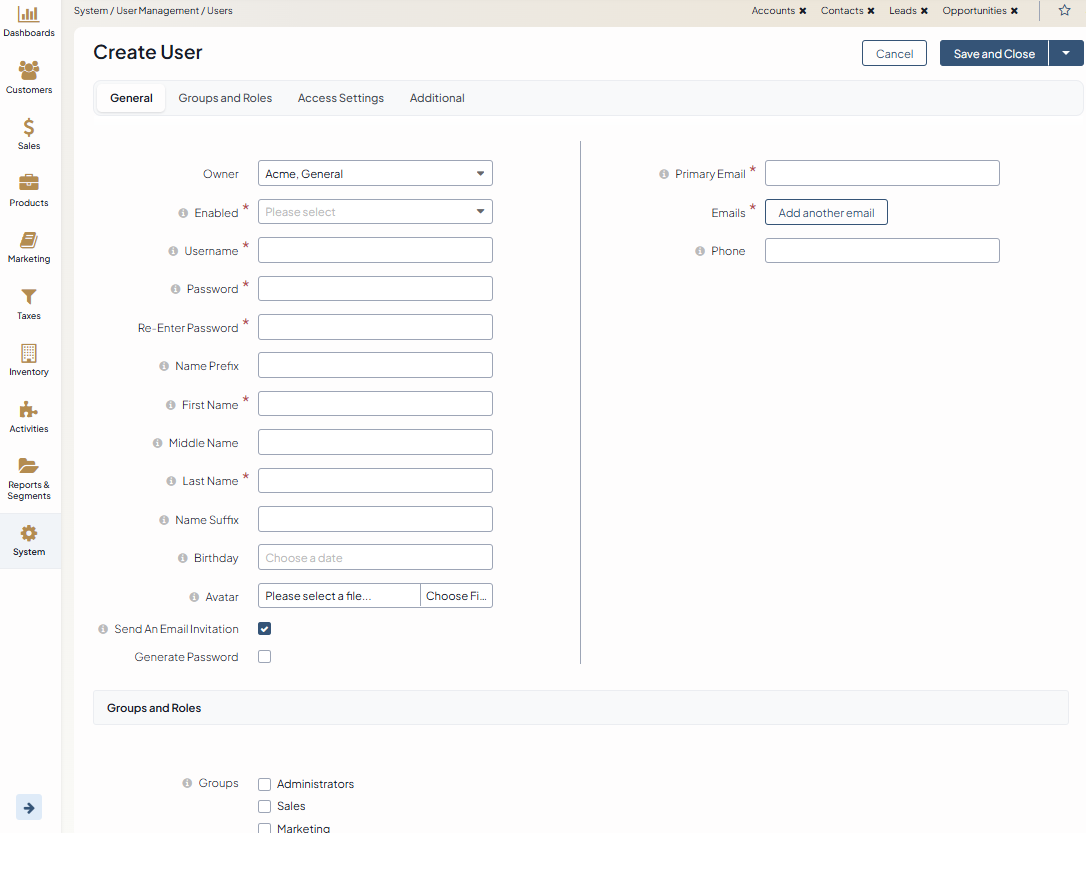 System / User Management / Users
Accounts ✖ Contacts ✖ Leads ✖ Opportunities ✖
Dashboards
Customers
Sales
Products
Marketing
Taxes
Inventory
Activities
Reports &
Segments
System
Create User
Cancel
Save and Close
General
Groups and Roles
Access Settings
Additional
Owner
Acme, General
Enabled *
Please select
Username *
Password *
Re-Enter Password *
Name Prefix
First Name *
Middle Name
Last Name *
Name Suffix
Birthday
Choose a date
Avatar
Please select a file...
Choose Fi...
Send An Email Invitation
Generate Password
Primary Email *
Emails *
Add another email
Phone
Groups and Roles
Groups
Administrators
Sales
Marketing